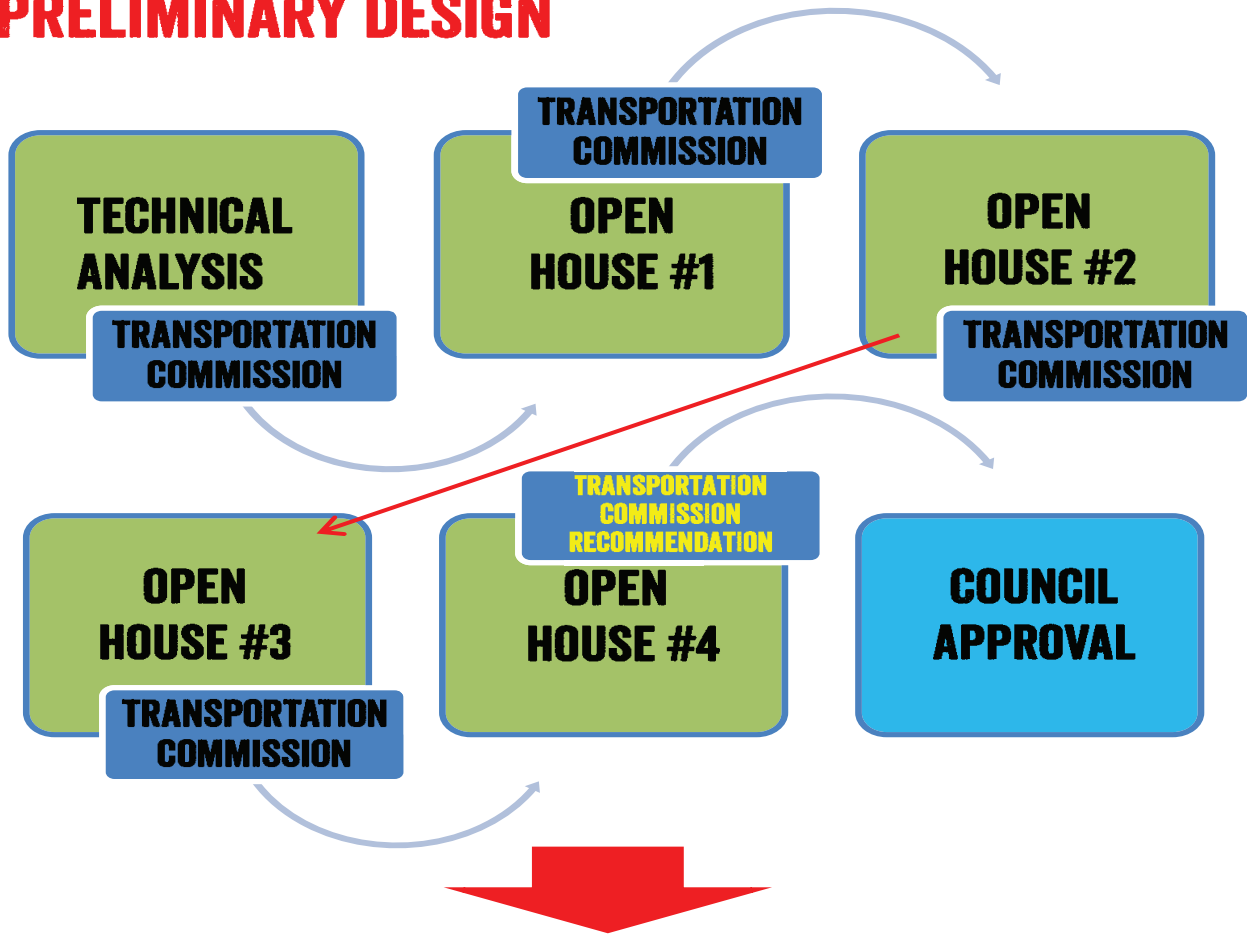 PRELIMINARY DESIGN
TECHNICAL
ANALYSIS
TRANSPORTATION
COMMISSION
TRANSPORTATION
COMMISSION
OPEN
HOUSE #1
OPEN
HOUSE #2
TRANSPORTATION
COMMISSION
OPEN
HOUSE #3
TRANSPORTATION
COMMISSION
TRANSPORTATION
COMMISSION
RECOMMENDATION
OPEN
HOUSE #4
COUNCIL
APPROVAL